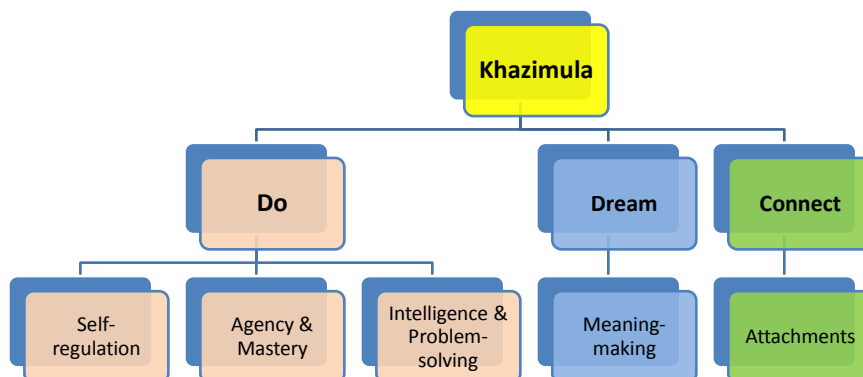 Khazimula
Do
Dream
Connect
Self-
regulation
Agency &
Mastery
Intelligence &
Problem-
solving
Meaning-
making
Attachments